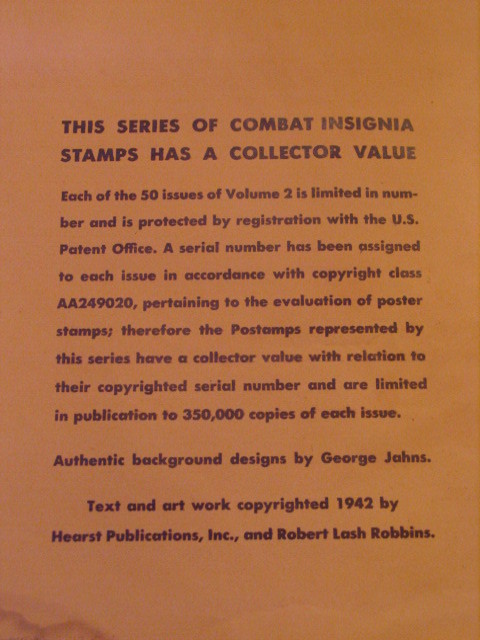 THIS SERIES OF COMBAT INSIGNIA
STAMPS HAS A COLLECTOR VALUE
Each of the 50 issues of Volume 2 is limited in num-
ber and is protected by registration with the U.S.
Patent Office. A serial number has been assigned
to each issue in accordance with copyright class
AA249020, pertaining to the evaluation of poster
stamps; therefore the Postamps represented by
this series have a collector value with relation to
their copyrighted serial number and are limited
in publication to 350,000 copies of each issue.
Authentic background designs by George Jahns.
Text and art work copyrighted 1942 by
Hearst Publications, Inc., and Robert Lash Robbins.